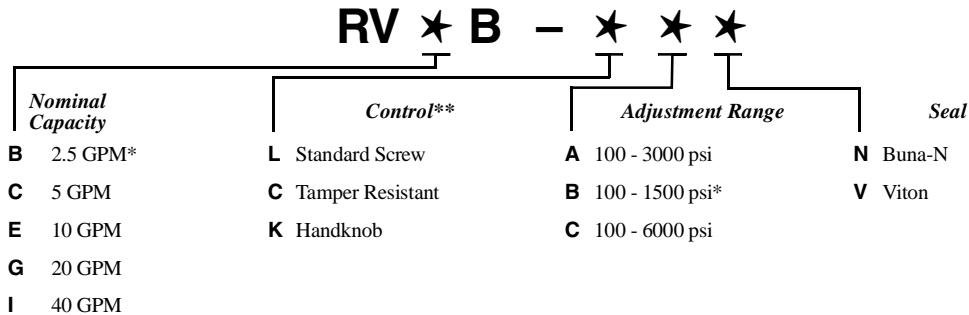 RV ✶ B – ✶ ✶ ✶
Nominal
Capacity
B 2.5 GPM*
C 5 GPM
E 10 GPM
G 20 GPM
I 40 GPM
Control**
L Standard Screw
C Tamper Resistant
K Handknob
Adjustment Range
A 100 - 3000 psi
B 100 - 1500 psi*
C 100 - 6000 psi
Seal
N Buna-N
V Viton